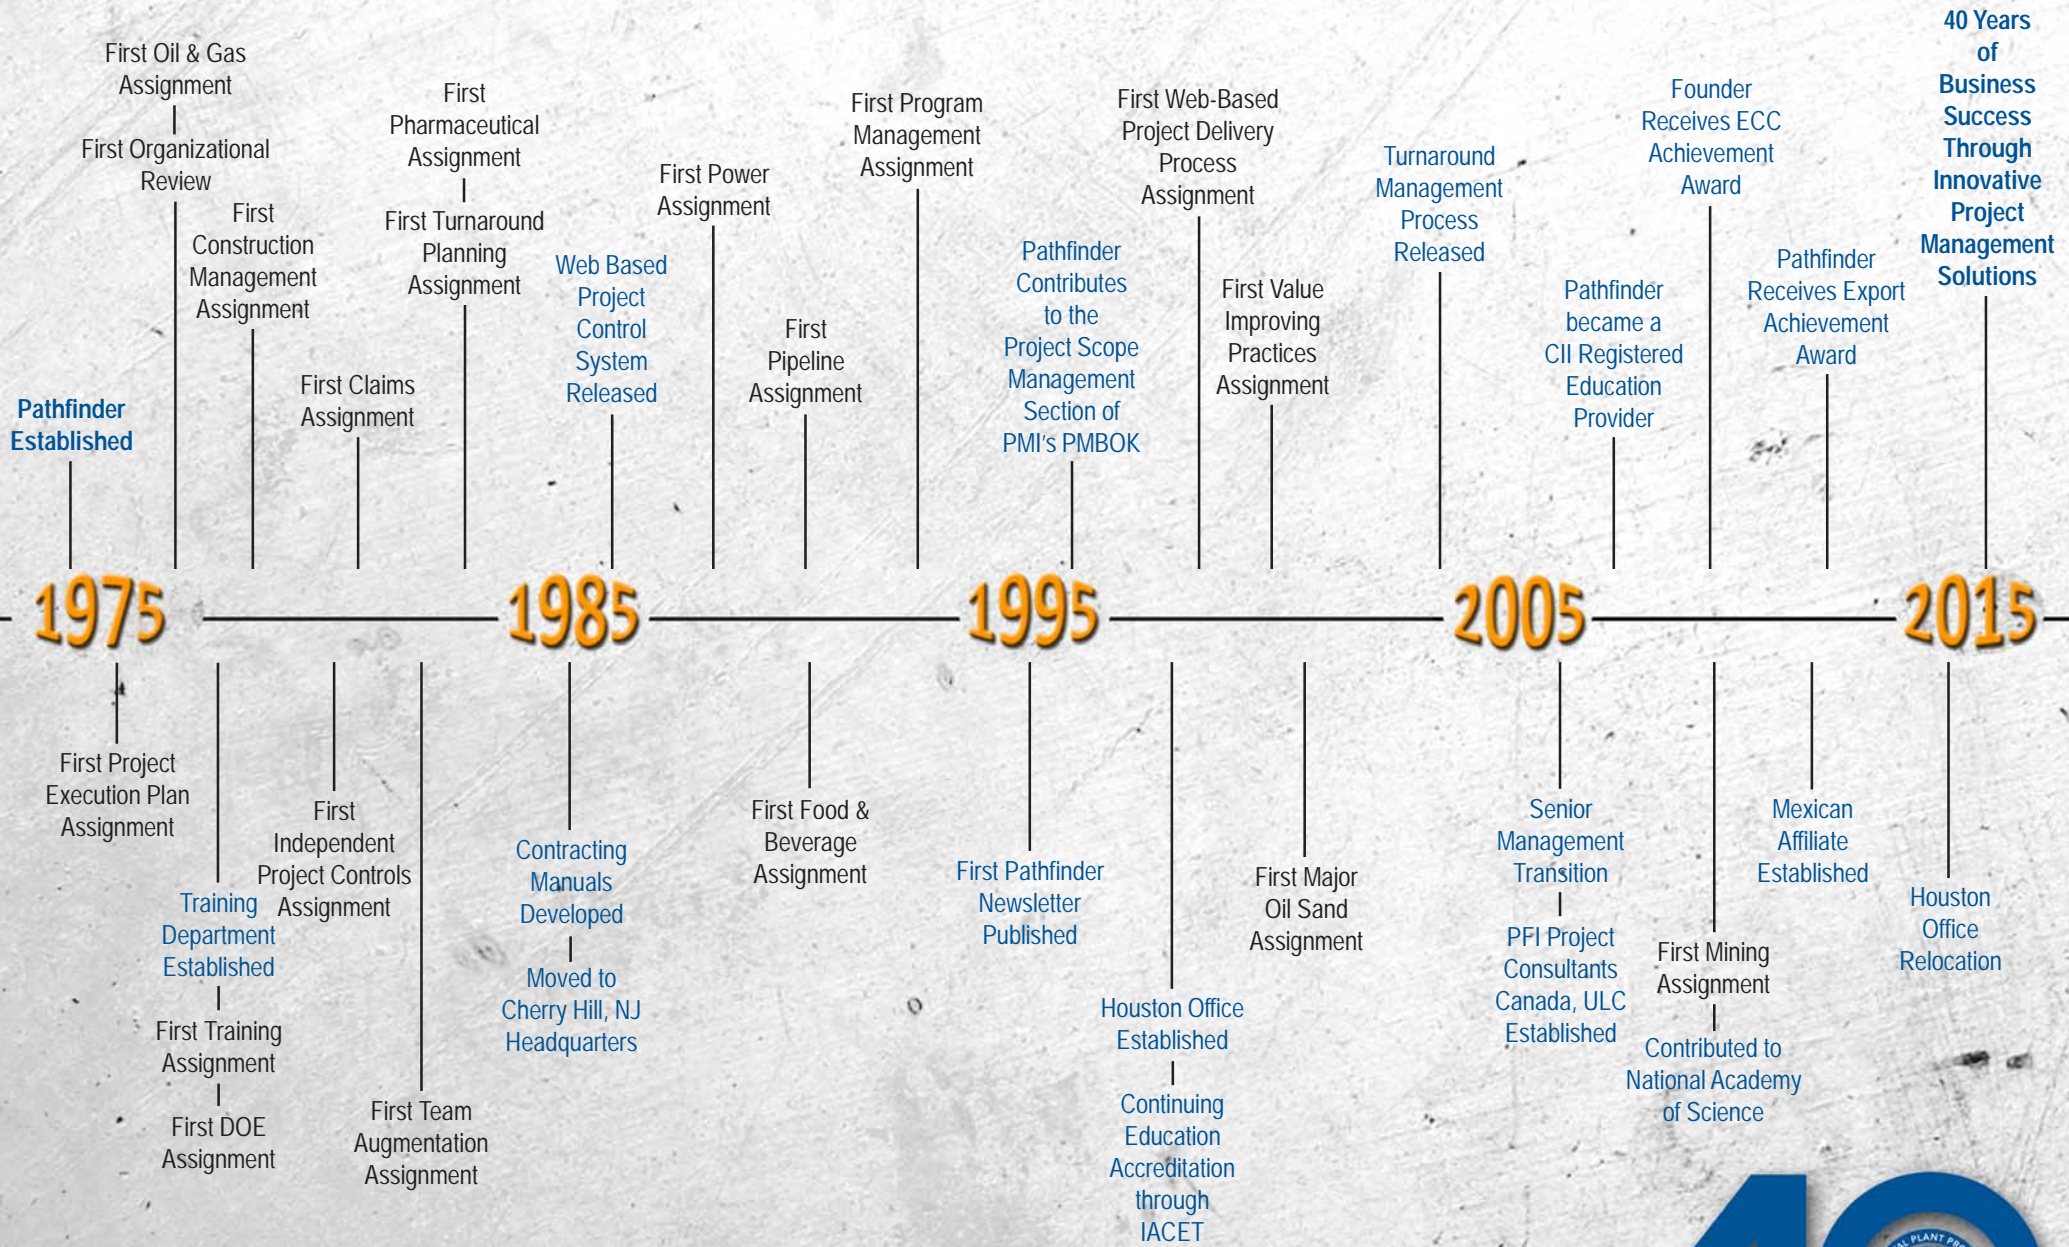 Pathfinder
Established
First Oil & Gas
Assignment
First Organizational
Review
First
Construction
Management
Assignment
First Claims
Assignment
First
Pharmaceutical
Assignment
First Turnaround
Planning
Assignment
Web Based
Project
Control
System
Released
First Power
Assignment
First
Pipeline
Assignment
First Program
Management
Assignment
Pathfinder
Contributes
to the
Project Scope
Management
Section of
PMI's PMBOK
First Web-Based
Project Delivery
Process
Assignment
First Value
Improving
Practices
Assignment
Turnaround
Management
Process
Released
Pathfinder
became a
CII Registered
Education
Provider
Founder
Receives ECC
Achievement
Award
Pathfinder
Receives Export
Achievement
Award
40 Years
of
Business
Success
Through
Innovative
Project
Management
Solutions
1975
1985
1995
2005
2015
First Project
Execution Plan
Assignment
Training
Department
Established
First Training
Assignment
First DOE
Assignment
First
Independent
Project Controls
Assignment
First Team
Augmentation
Assignment
Contracting
Manuals
Developed
Moved to
Cherry Hill, NJ
Headquarters
First Food &
Beverage
Assignment
First Pathfinder
Newsletter
Published
Houston Office
Established
Continuing
Education
Accreditation
through
IACET
First Major
Oil Sand
Assignment
Senior
Management
Transition
PFI Project
Consultants
Canada, ULC
Established
First Mining
Assignment
Contributed to
National Academy
of Science
Mexican
Affiliate
Established
Houston
Office
Relocation
40
PLANT